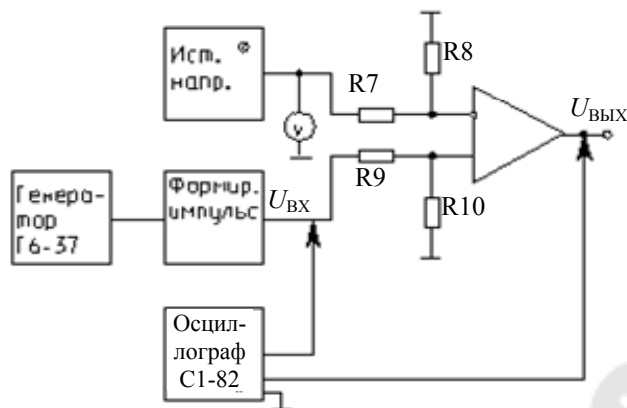 Ист.
напр.
V
R7
R8
R9
R10
UВЫХ
Генера-
тор
Г6-37
Формир.
импульс
UВХ
Осцил-
лограф
С1-82